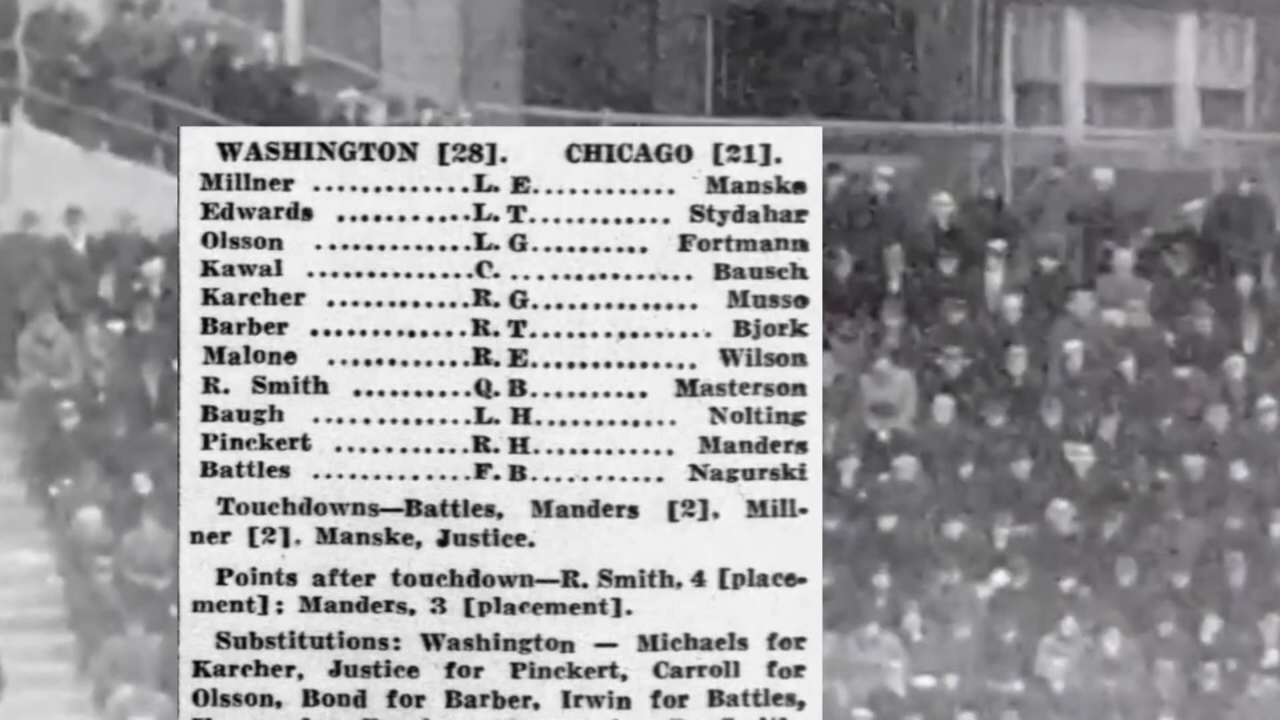 WASHINGTON [28]. CHICAGO [21].
Millner .............L. E............ Manske
Edwards ...........L. T............ Stydahar
Olsson .............L. G.......... Fortmann
Kawal ..............C. ............... Bausch
Karcher ............R. G.............. Musso
Barber .............R. T............... Bjork
Malone ............R. E.............. Wilson
R. Smith ..........Q. B.......... Masterson
Baugh .............L. H............ Nolting
Pinckert ...........R. H............ Manders
Battles .............F. B........... Nagurski
Touchdowns—Battles, Manders [2], Mill-
ner [2], Manske, Justice.
Points after touchdown—R. Smith, 4 [place-
ment]; Manders, 3 [placement].
Substitutions: Washington — Michaels for
Karcher, Justice for Pinckert, Carroll for
Olsson, Bond for Barber, Irwin for Battles,